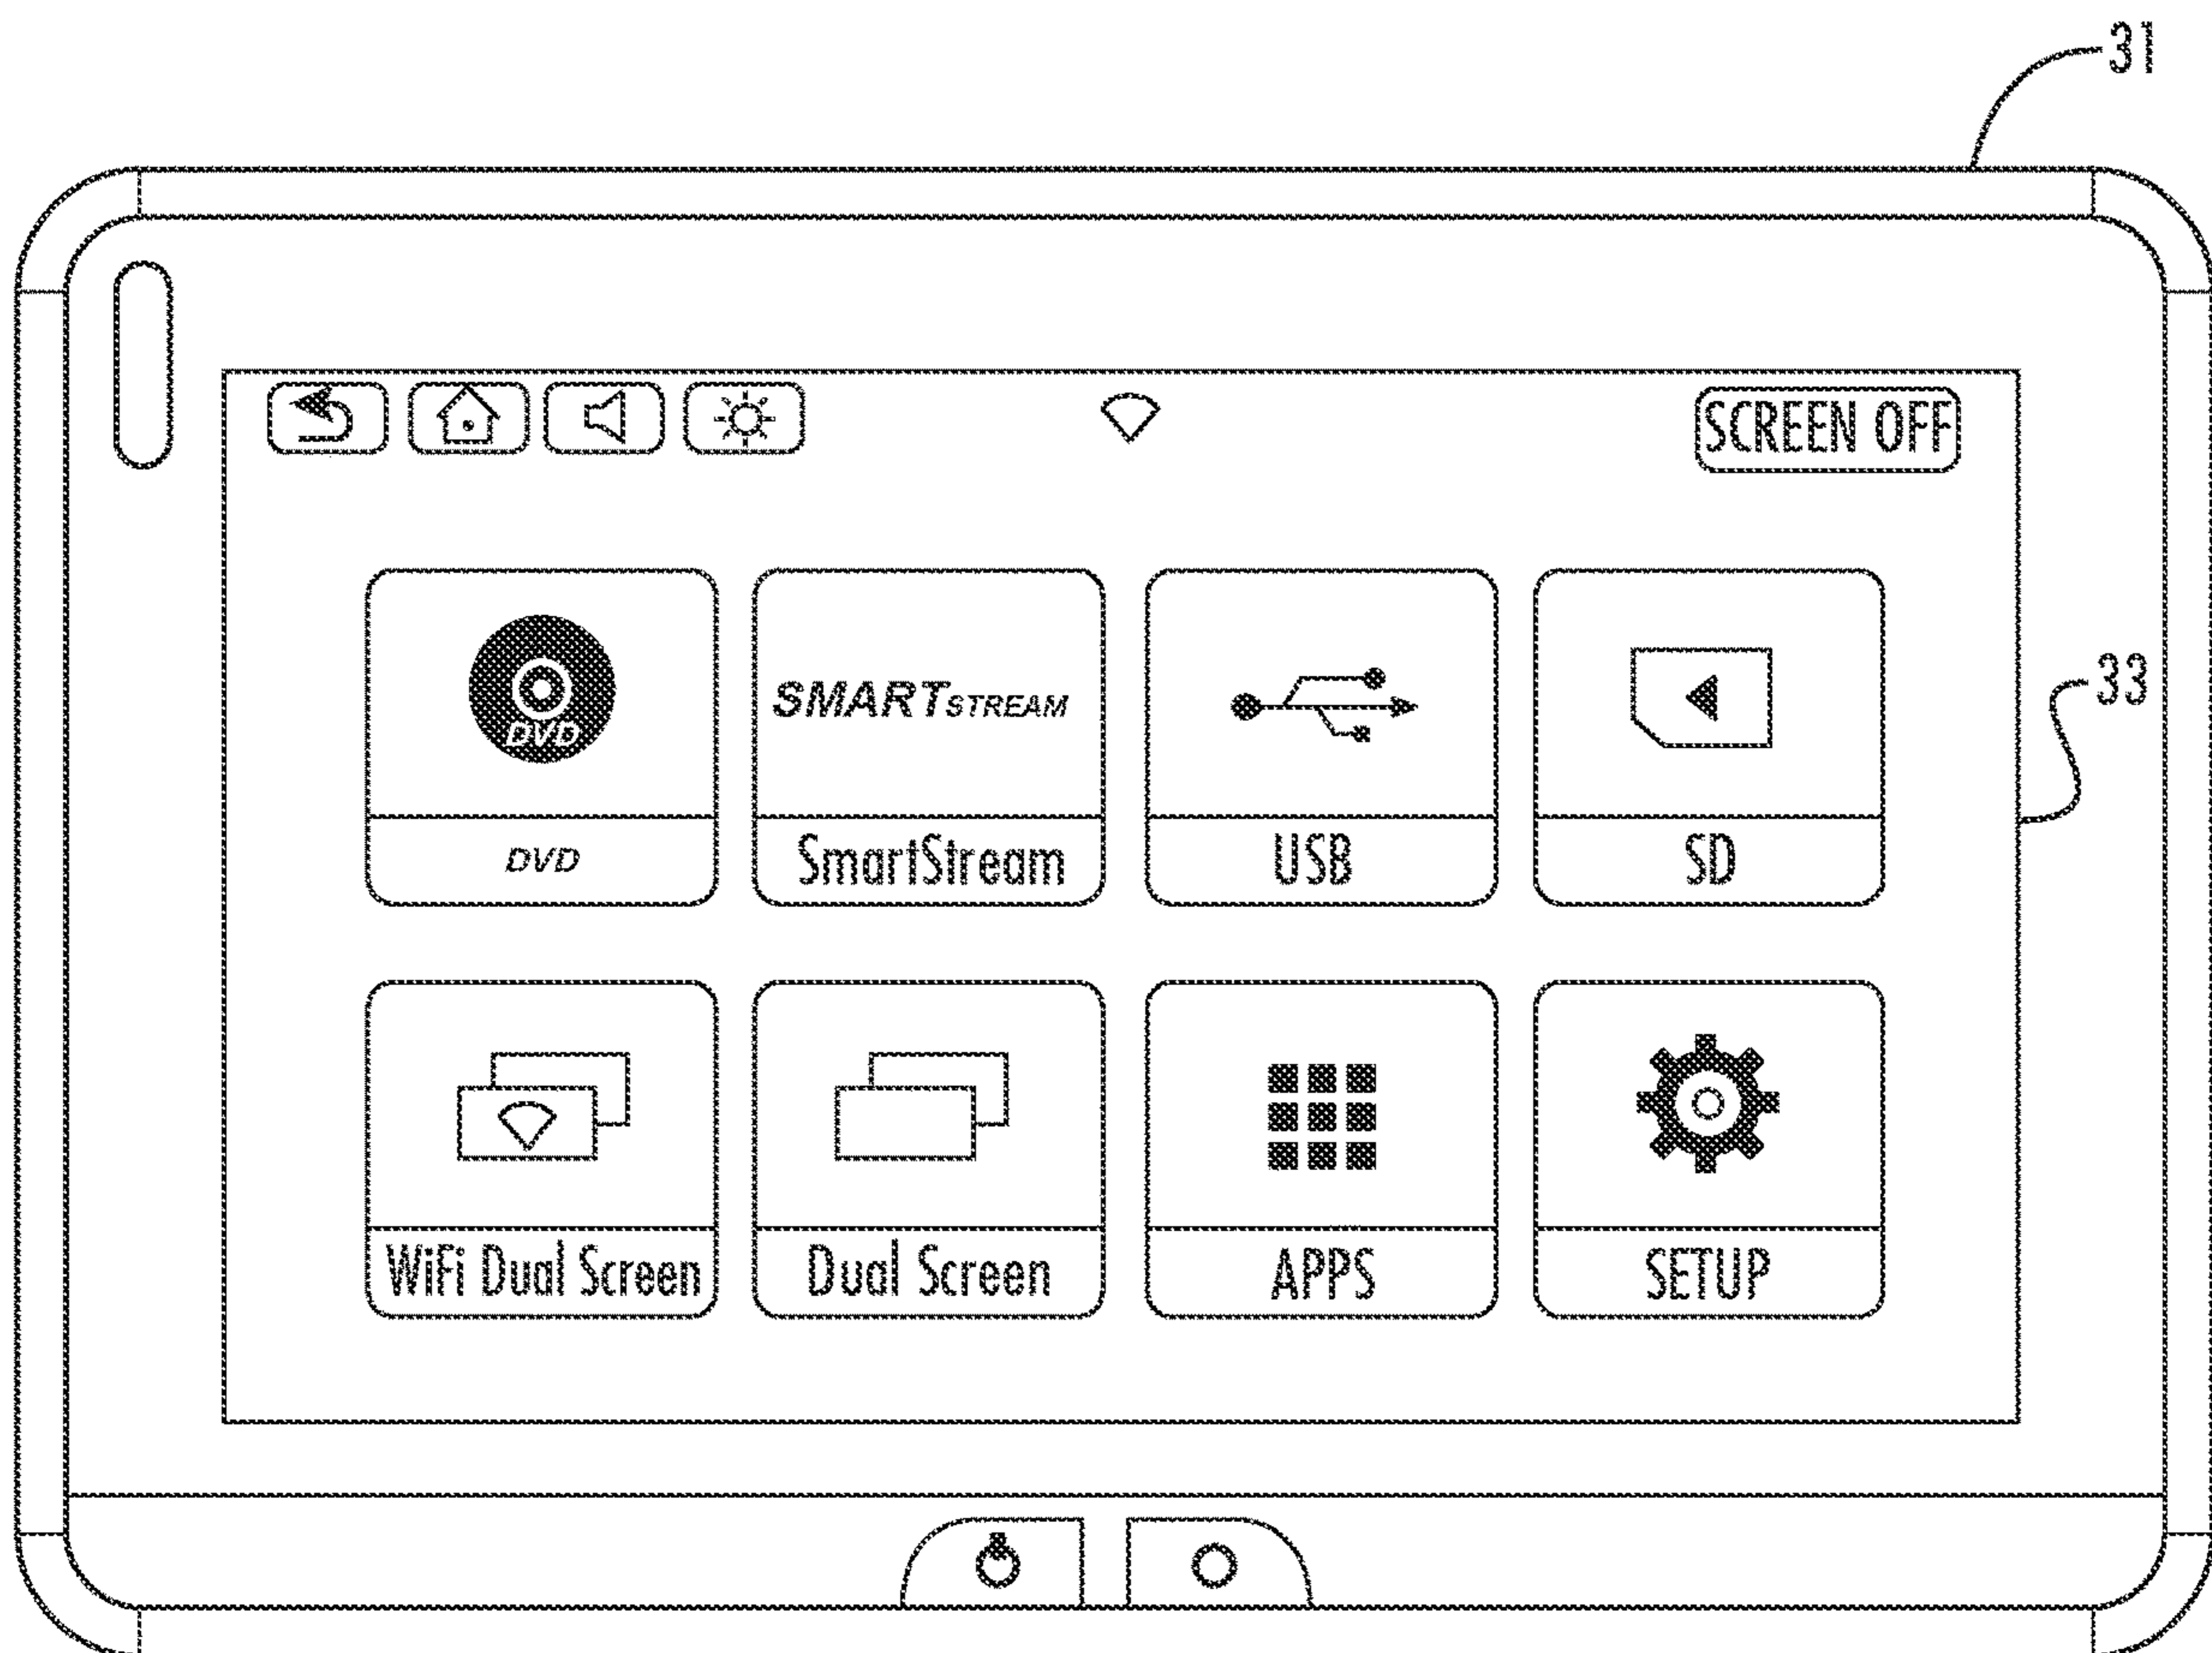 31
SCREEN OFF
DVD
SMARTSTREAM
33
DVD
SmartStream
USB
SD
WiFi Dual Screen
Dual Screen
APPS
SETUP